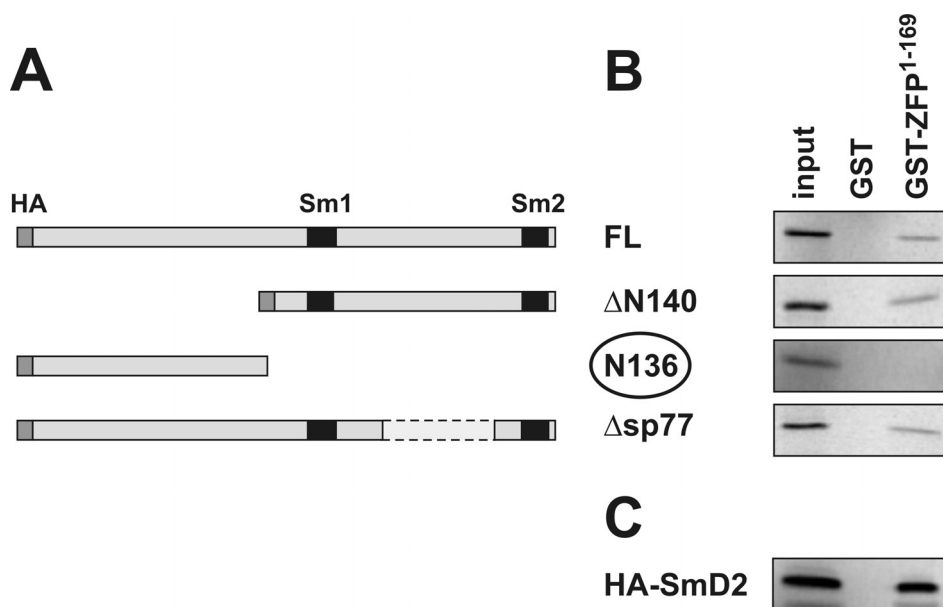 A
B
input
GST
GST-ZFP1-169
HA
Sm1
Sm2
FL
ΔN140
N136
Δsp77
C
HA-SmD2